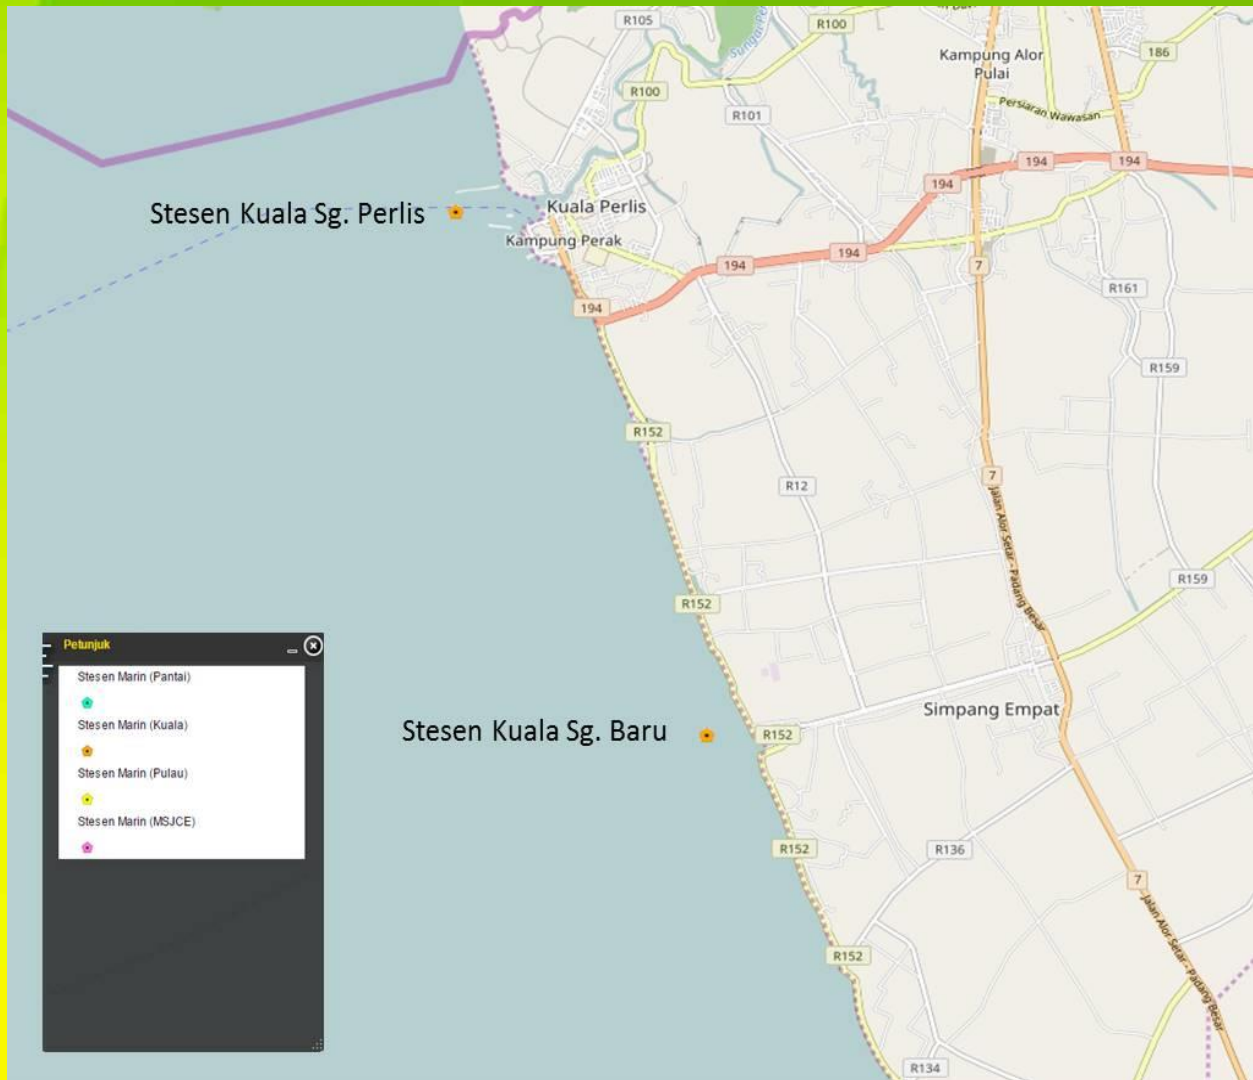 R105
R100
Sungai
Kampung Alor
Pulai
186
R100
R101
Persiaran Wawasan
194
194
194
Stesen Kuala Sg. Perlis
Kuala Perlis
Kampung Perak
194
194
7
R161
194
R159
R152
7
R12
Jalan Alor Setar - Padang Besar
R159
R152
Petunjuk
Stesen Marin (Pantai)
Stesen Marin (Kuala)
Stesen Marin (Pulau)
Stesen Marin (MSJCE)
Simpang Empat
Stesen Kuala Sg. Baru
R152
R152
R136
7
Jalan Alor Setar - Padang Besar
R152
R134